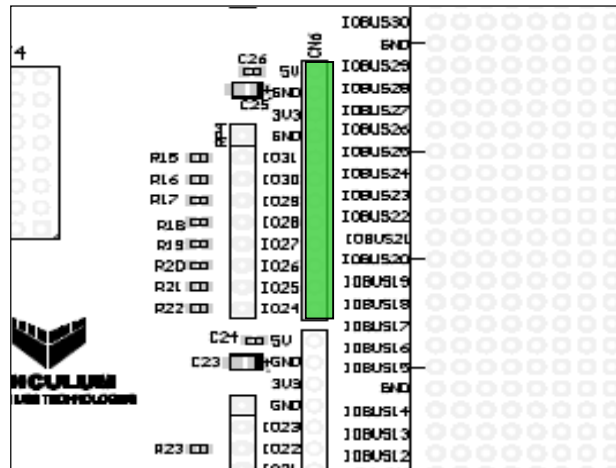 IOBUS30
GND
CN6
C26
5V
IOBUS29
GND
IOBUS28
C25
3V3
IOBUS27
GND
IOBUS26
R15
IO31
IOBUS25
R16
IO30
IOBUS24
R17
IO29
IOBUS23
R18
IO28
IOBUS22
R19
IO27
IOBUS21
R20
IO26
IOBUS20
R21
IO25
IOBUS19
R22
IO24
IOBUS18
IOBUS17
C24
5V
IOBUS16
C23
GND
IOBUS15
3V3
GND
GND
IOBUS14
IO23
IOBUS13
R23
IO22
IOBUS12